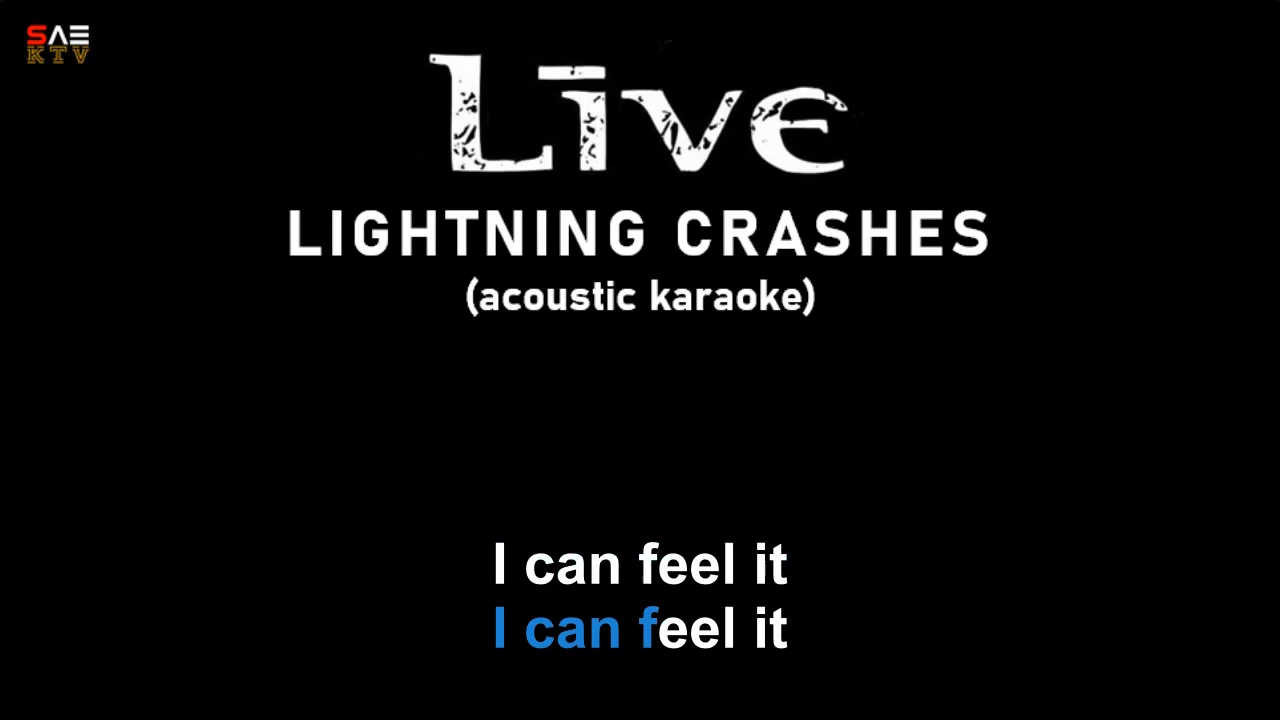 SAE
KTV
Live
LIGHTNING CRASHES
(acoustic karaoke)
I can feel it
I can feel it